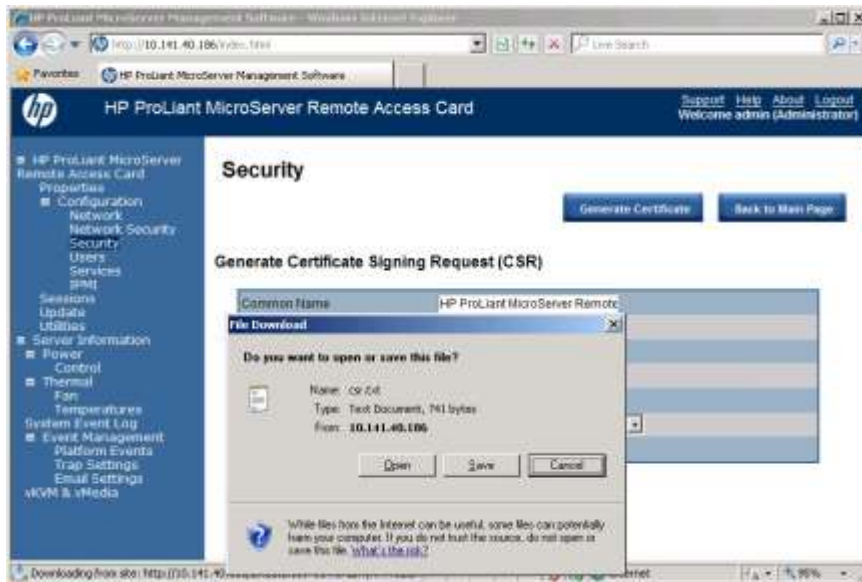 HP ProLiant MicroServer Management Software - Windows Internet Explorer
http://10.141.40.186/index.html
Live Search
Favorites
HP ProLiant MicroServer Management Software
hp
HP ProLiant MicroServer Remote Access Card
Support Help About Logout
Welcome admin (Administrator)
HP ProLiant MicroServer
Remote Access Card
Properties
Configuration
Network
Network Security
Security
Users
Services
IPMI
Sessions
Update
Utilities
Server Information
Power
Control
Thermal
Fan
Temperatures
System Event Log
Event Management
Platform Events
Trap Settings
Email Settings
vKVM & vMedia
Security
Generate Certificate
Back to Main Page
Generate Certificate Signing Request (CSR)
Common Name
HP ProLiant MicroServer Remote
File Download
Do you want to open or save this file?
Name: csr.txt
Type: Text Document, 741 bytes
From: 10.141.40.186
Open
Save
Cancel
While files from the Internet can be useful, some files can potentially
harm your computer. If you do not trust the source, do not open or
save this file. What's the risk?
Downloading from site: http://10.141.40
95%